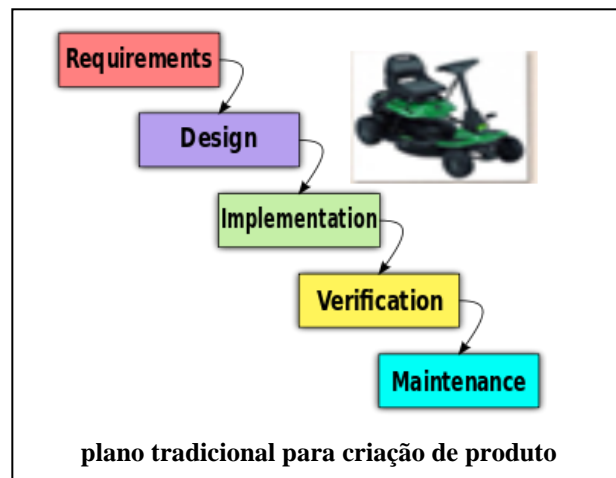 Requirements
Design
Implementation
Verification
Maintenance
plano tradicional para criação de produto